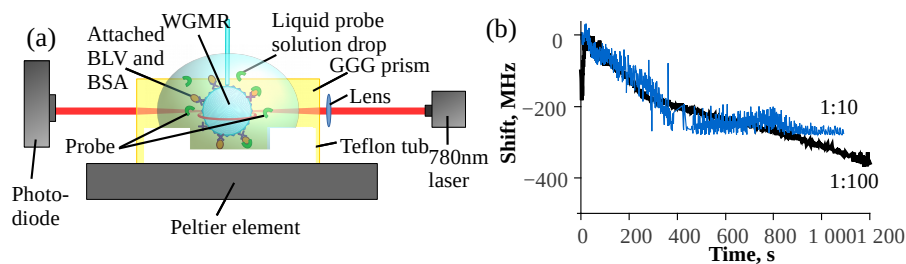 (a)
WGMR
Liquid probe
solution drop
Attached
BLV and
BSA
GGG prism
Lens
Probe
Teflon tub
780nm
laser
Photo-
diode
Peltier element
(b)
Shift, MHz
0
−200
−400
1:10
1:100
0 200 400 600 800 1 000 1 200
Time, s